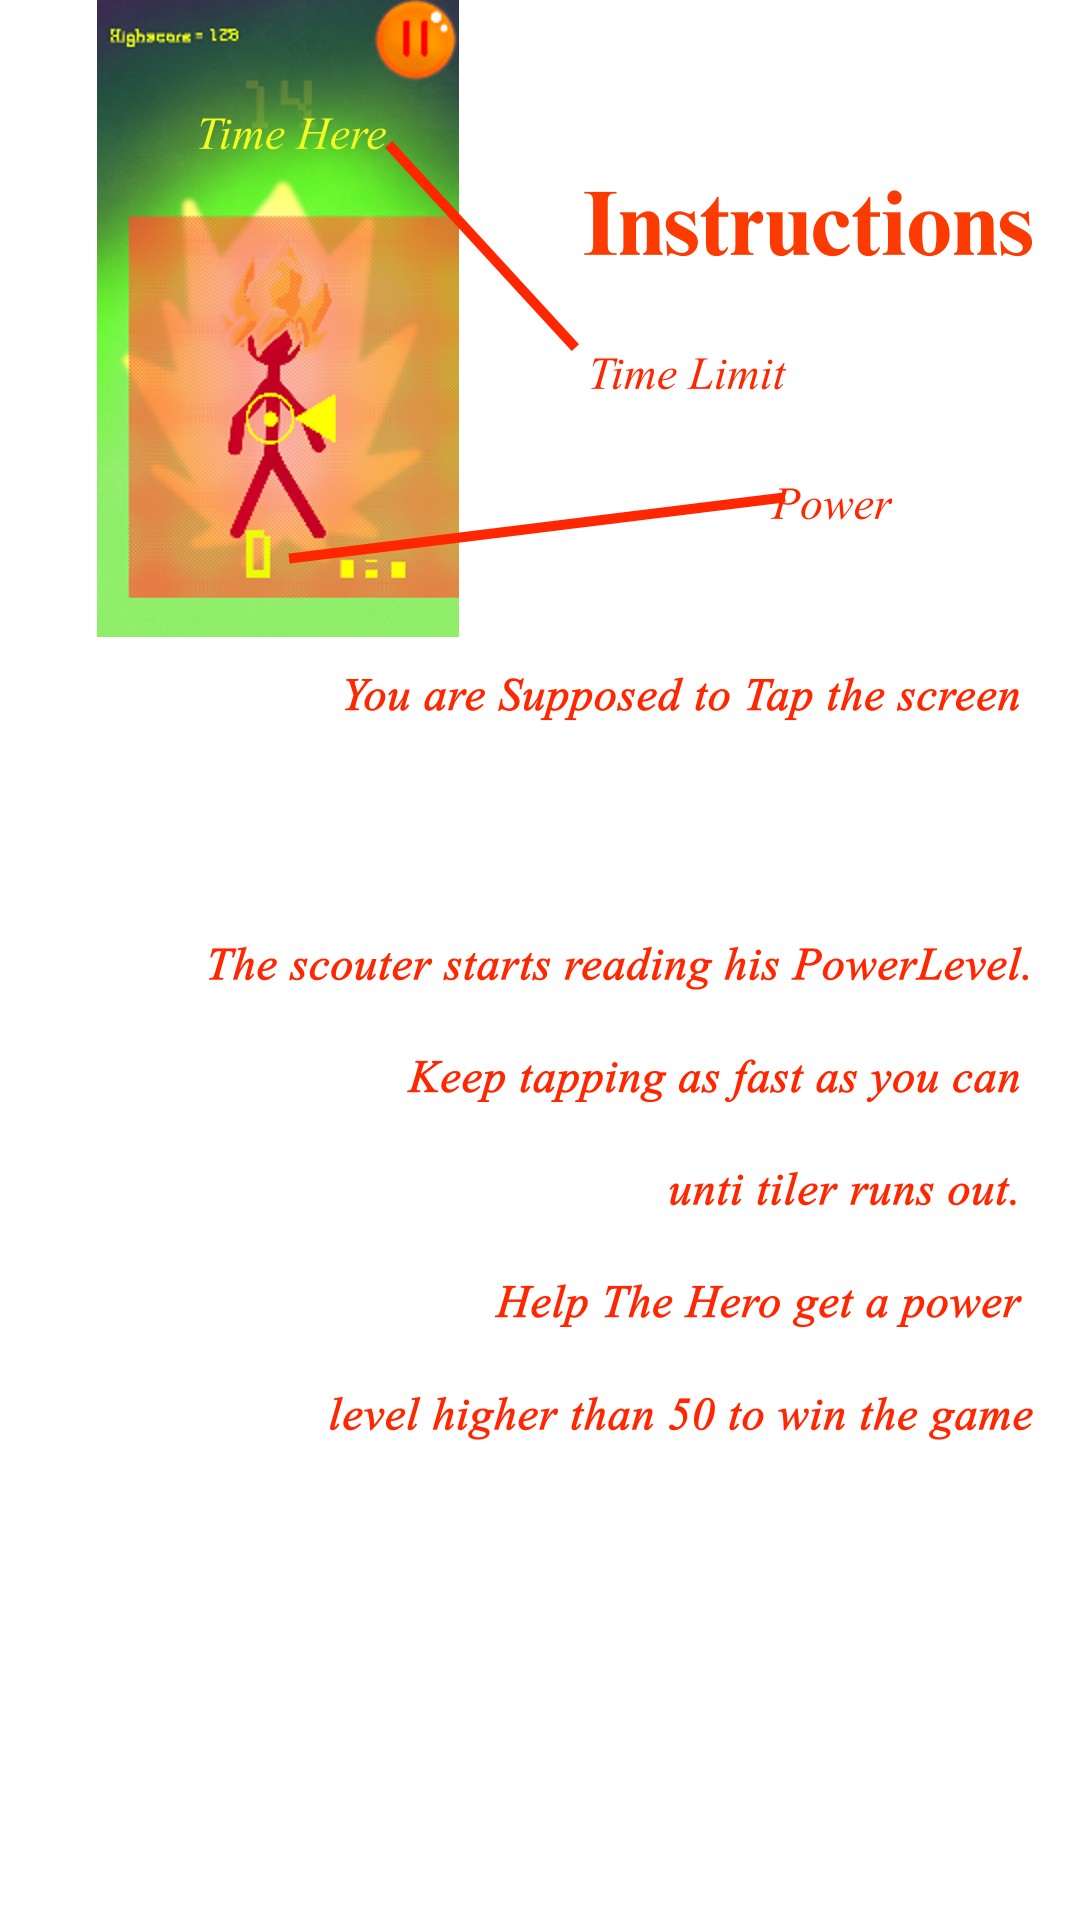 Highscore = 128
14
Time Here
Instructions
Time Limit
Power
0
You are Supposed to Tap the screen
The scouter starts reading his PowerLevel.
Keep tapping as fast as you can
unti tiler runs out.
Help The Hero get a power
level higher than 50 to win the game